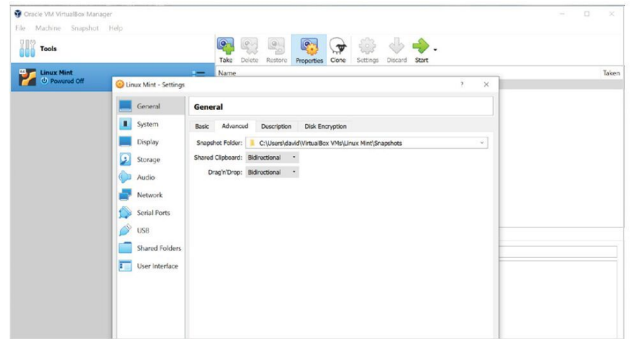 Oracle VM VirtualBox Manager
File Machine Snapshot Help
Tools
Take Delete Restore Properties Clone Settings Discard Start
Linux Mint
Powered Off
Name Taken
Linux Mint - Settings ? ×
General
System
Display
Storage
Audio
Network
Serial Ports
USB
Shared Folders
User Interface
General
Basic Advanced Description Disk Encryption
Snapshot Folder: C:\Users\david\VirtualBox VMs\Linux Mint\Snapshots
Shared Clipboard: Bidirectional
Drag'n'Drop: Bidirectional